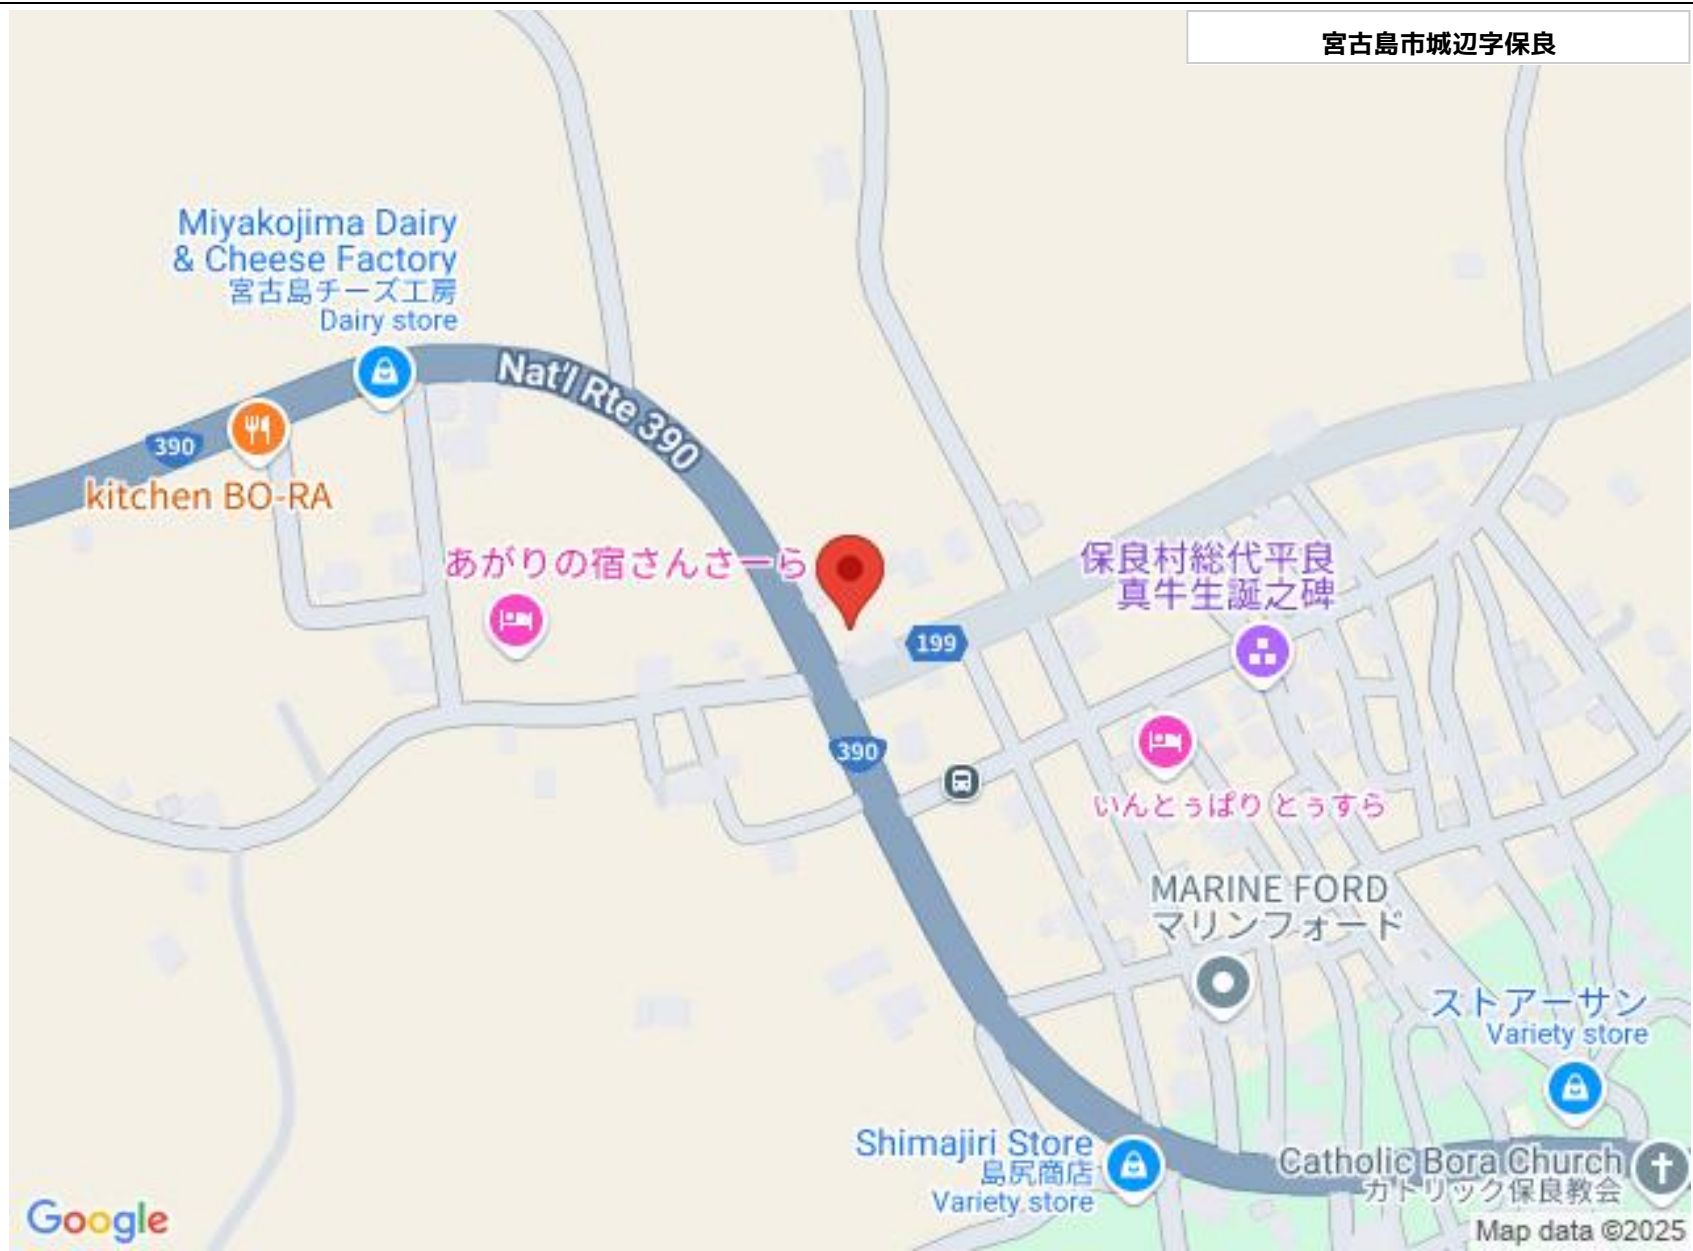 宮古島市城辺字保良
Miyakojima Dairy
& Cheese Factory
宮古島チーズ工房
Dairy store
Nat'l Rte 390
390
kitchen BO-RA
あがりの宿さんさーら
保良村総代平良
真牛生誕之碑
199
390
いんとぅぱり とぅすら
MARINE FORD
マリンフォード
ストアーサン
Variety store
Shimajiri Store
島尻商店
Variety store
Catholic Bora Church
カトリック保良教会
Google
Map data ©2025